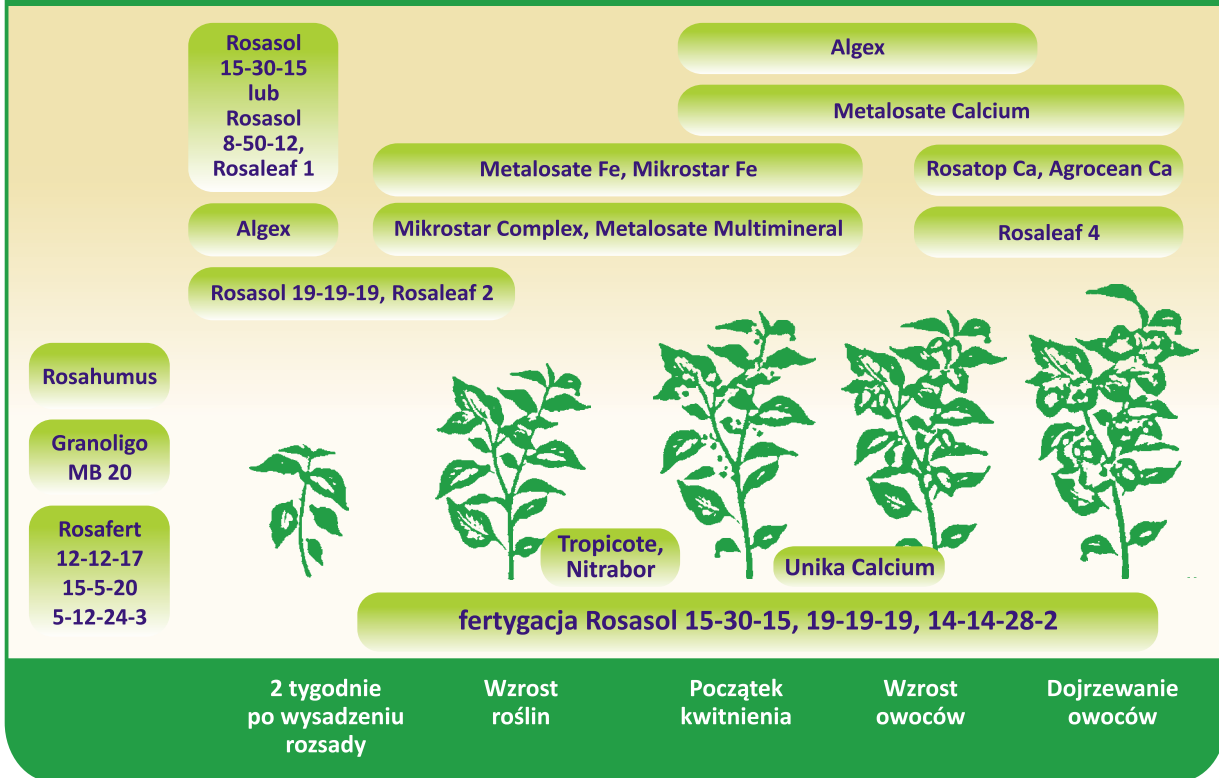 Rosasol
15-30-15
lub
Rosasol
8-50-12,
Rosaleaf 1
Algex
Metalosate Calcium
Metalosate Fe, Mikrostar Fe
Rosatop Ca, Agrocean Ca
Algex
Mikrostar Complex, Metalosate Multimineral
Rosaleaf 4
Rosasol 19-19-19, Rosaleaf 2
Rosahumus
Granoligo
MB 20
Rosafert
12-12-17
15-5-20
5-12-24-3
Tropicote,
Nitrabor
Unika Calcium
fertygacja Rosasol 15-30-15, 19-19-19, 14-14-28-2
2 tygodnie
po wysadzeniu
rozsady
Wzrost
roślin
Początek
kwitnienia
Wzrost
owoców
Dojrzewanie
owoców